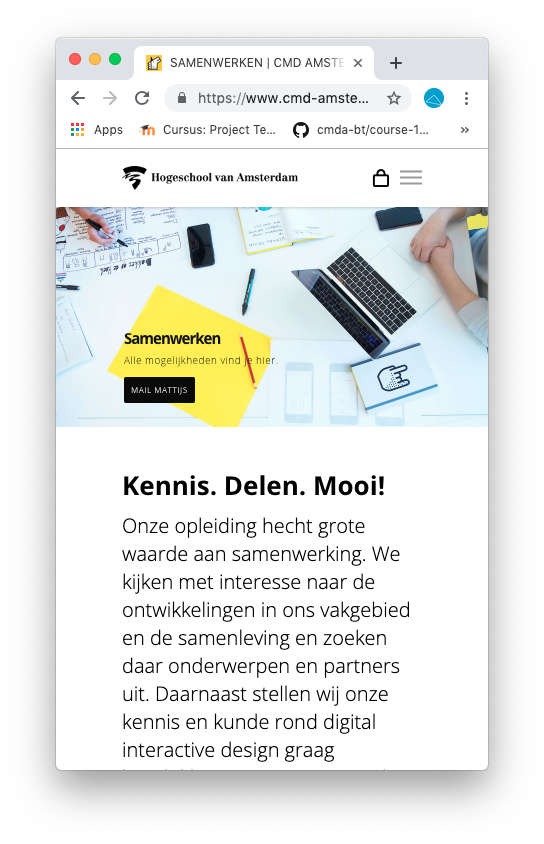 SAMENWERKEN | CMD AMSTE
https://www.cmd-amste...
Apps
Cursus: Project Te...
cmda-bt/course-1...
»
Hogeschool van Amsterdam
Samenwerken
Alle mogelijkheden vind je hier.
MAIL MATTIJS
Kennis. Delen. Mooi!
Onze opleiding hecht grote
waarde aan samenwerking. We
kijken met interesse naar de
ontwikkelingen in ons vakgebied
en de samenleving en zoeken
daar onderwerpen en partners
uit. Daarnaast stellen wij onze
kennis en kunde rond digital
interactive design graag